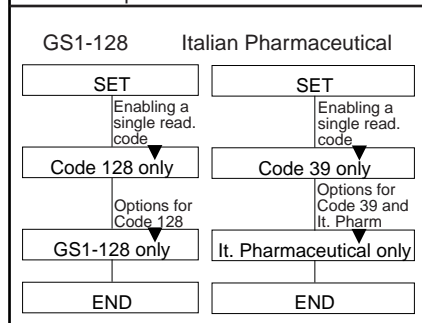 GS1-128
SET
Enabling a
single read.
code
Code 128 only
Options for
Code 128
GS1-128 only
END
Italian Pharmaceutical
SET
Enabling a
single read.
code
Code 39 only
Options for
Code 39 and
It. Pharm
It. Pharmaceutical only
END